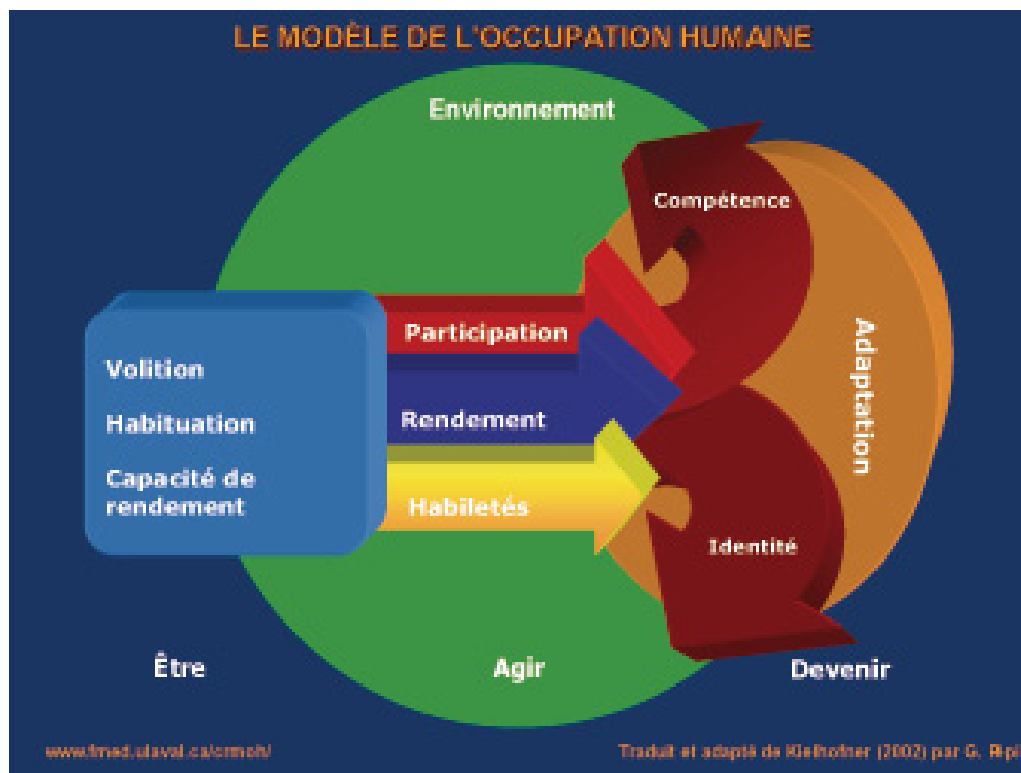 LE MODÈLE DE L'OCCUPATION HUMAINE
Environnement
Compétence
Participation
Volition
Adaptation
Habituation
Rendement
Capacité de
rendement
Habiletés
Identité
Être
Agir
Devenir
www.fmed.ulaval.ca/crmoh/
Traduit et adapté de Kielhofner (2002) par G.